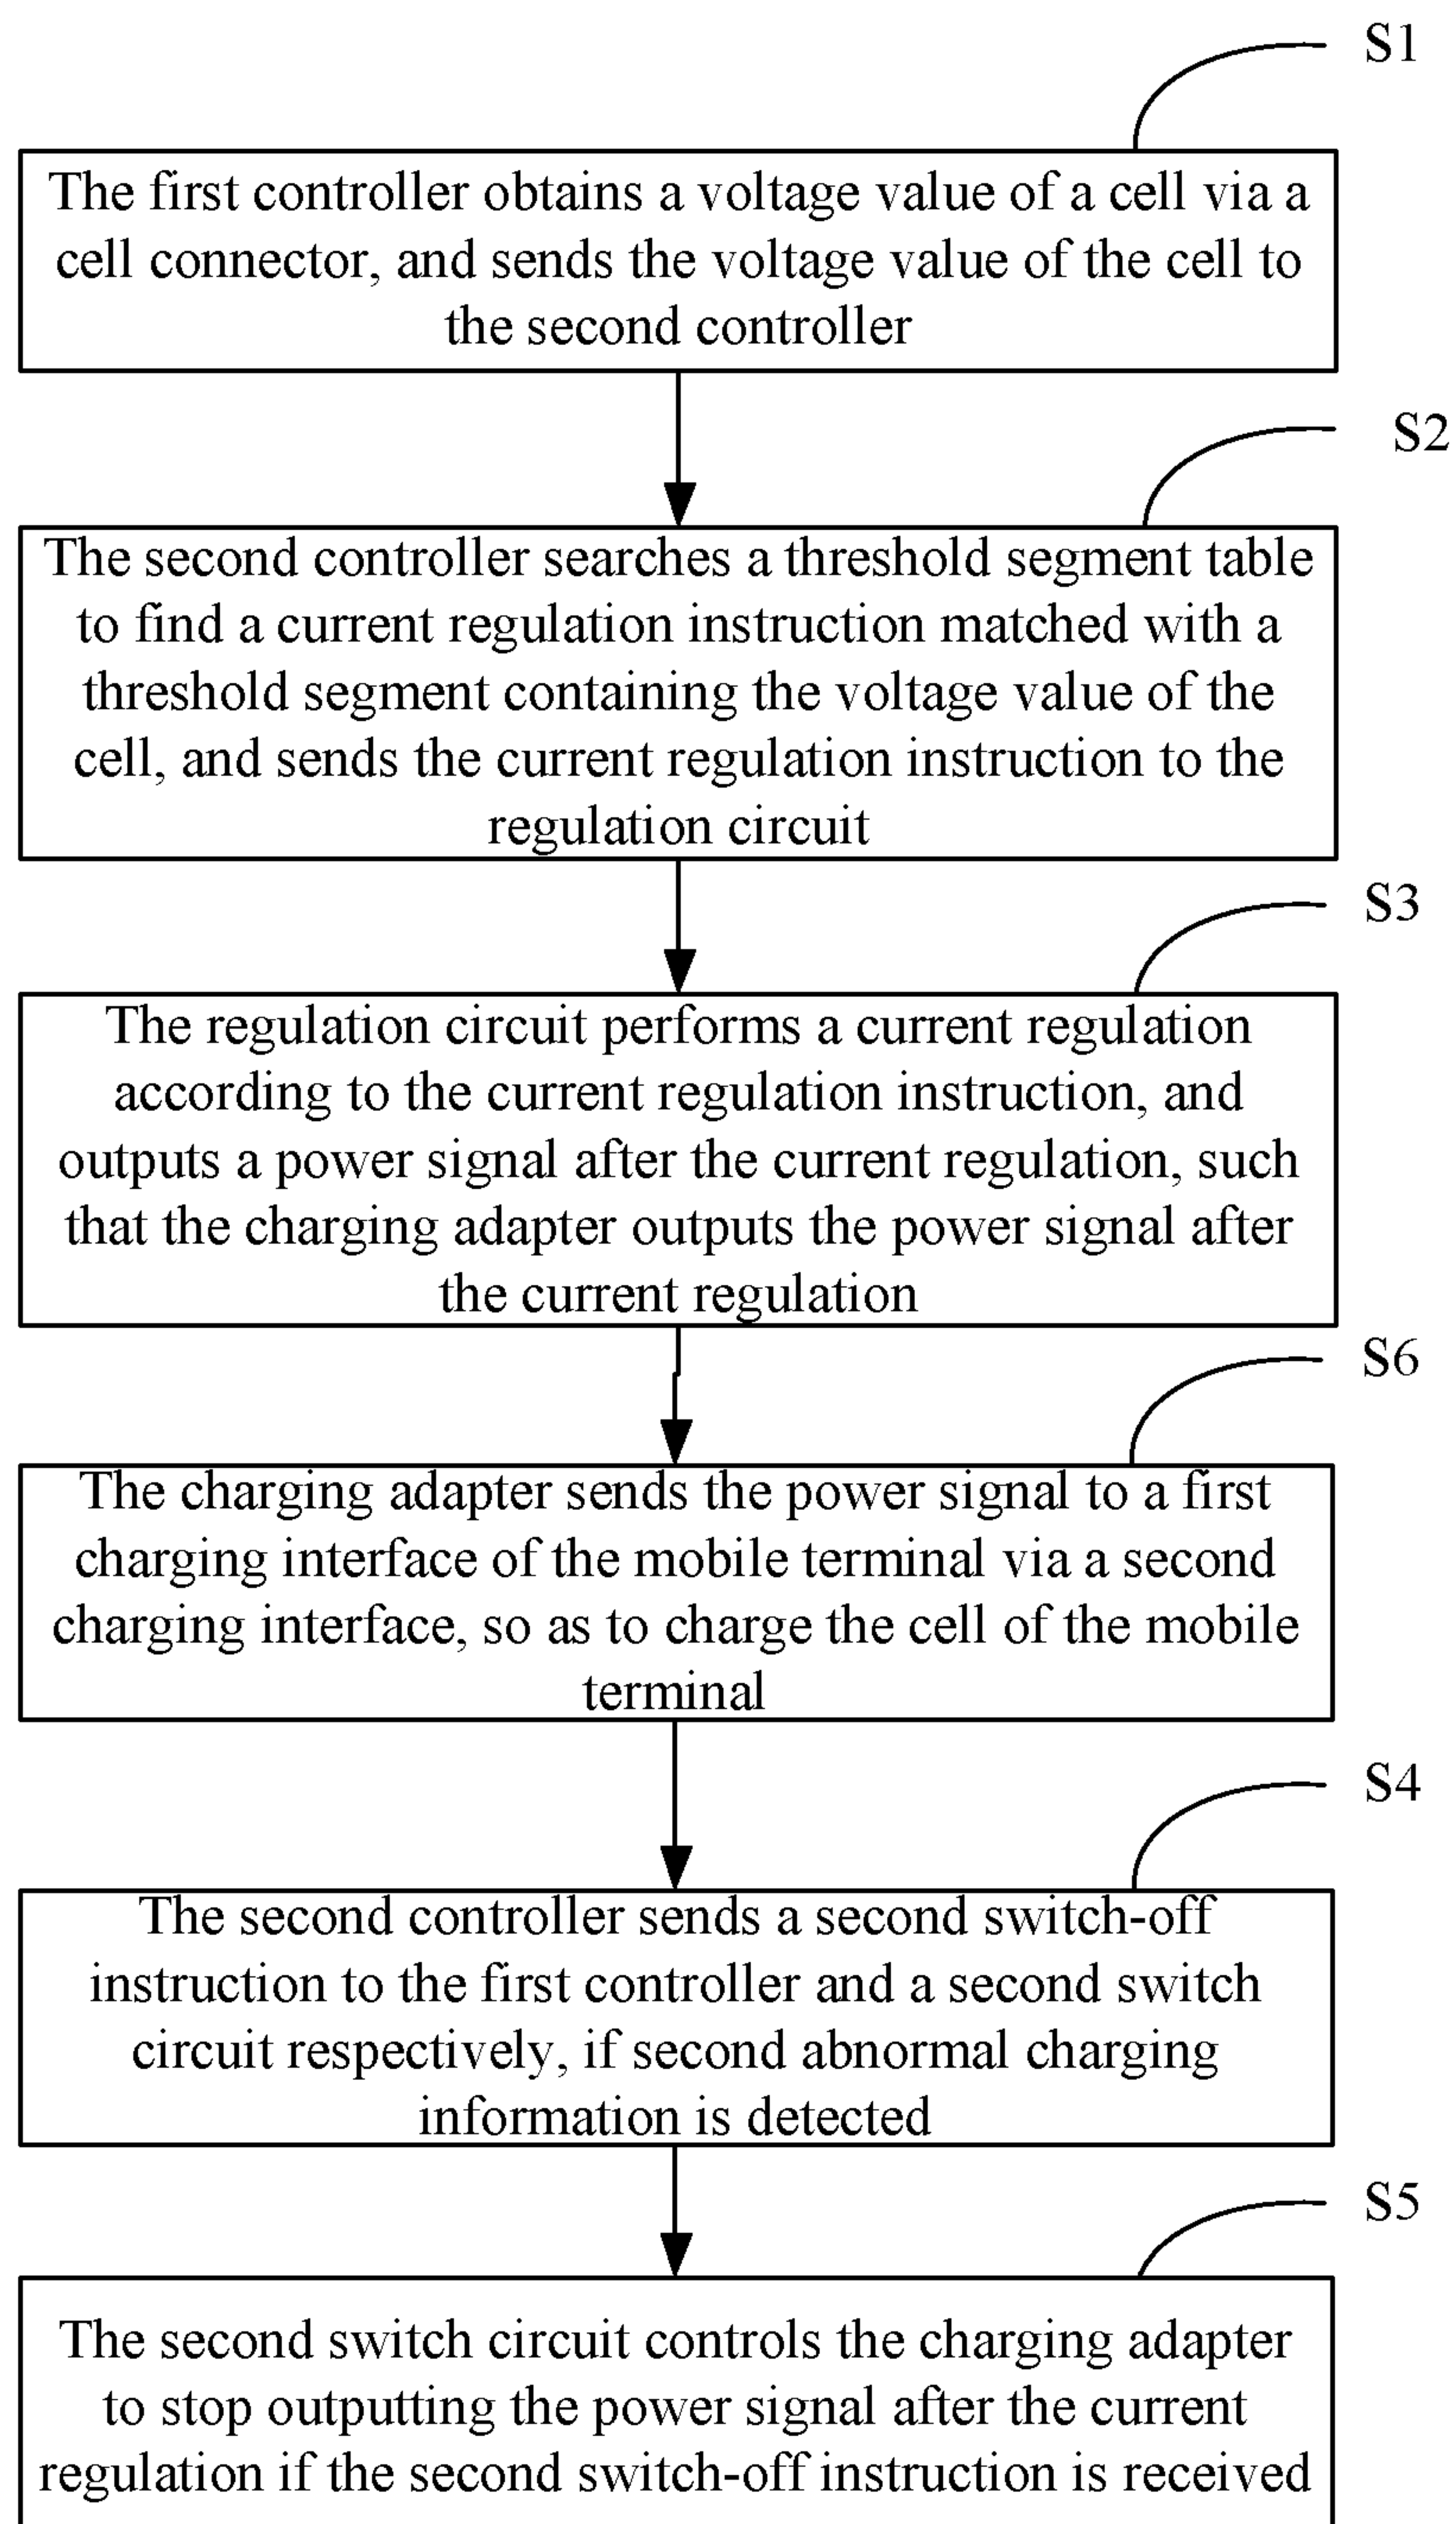 S1
The first controller obtains a voltage value of a cell via a
cell connector, and sends the voltage value of the cell to
the second controller
S2
The second controller searches a threshold segment table
to find a current regulation instruction matched with a
threshold segment containing the voltage value of the
cell, and sends the current regulation instruction to the
regulation circuit
S3
The regulation circuit performs a current regulation
according to the current regulation instruction, and
outputs a power signal after the current regulation, such
that the charging adapter outputs the power signal after
the current regulation
S6
The charging adapter sends the power signal to a first
charging interface of the mobile terminal via a second
charging interface, so as to charge the cell of the mobile
terminal
S4
The second controller sends a second switch-off
instruction to the first controller and a second switch
circuit respectively, if second abnormal charging
information is detected
S5
The second switch circuit controls the charging adapter
to stop outputting the power signal after the current
regulation if the second switch-off instruction is received